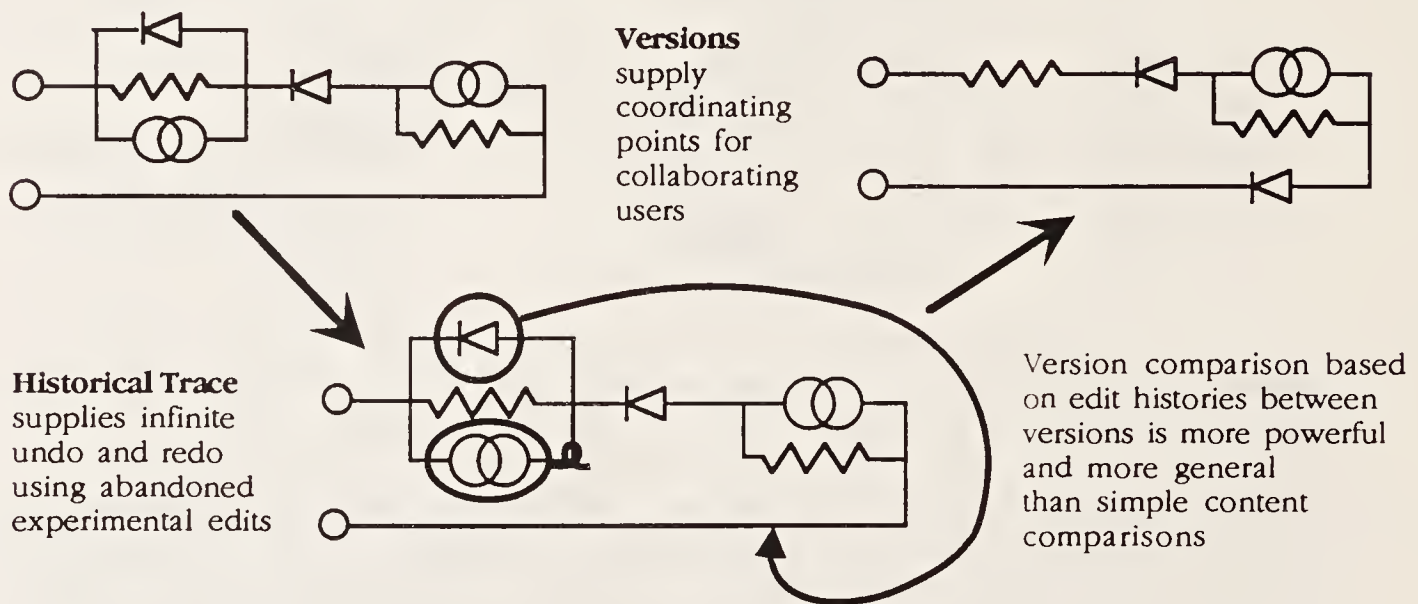 Versions
supply
coordinating
points for
collaborating
users
Historical Trace
supplies infinite
undo and redo
using abandoned
experimental edits
Version comparison based
on edit histories between
versions is more powerful
and more general
than simple content
comparisons